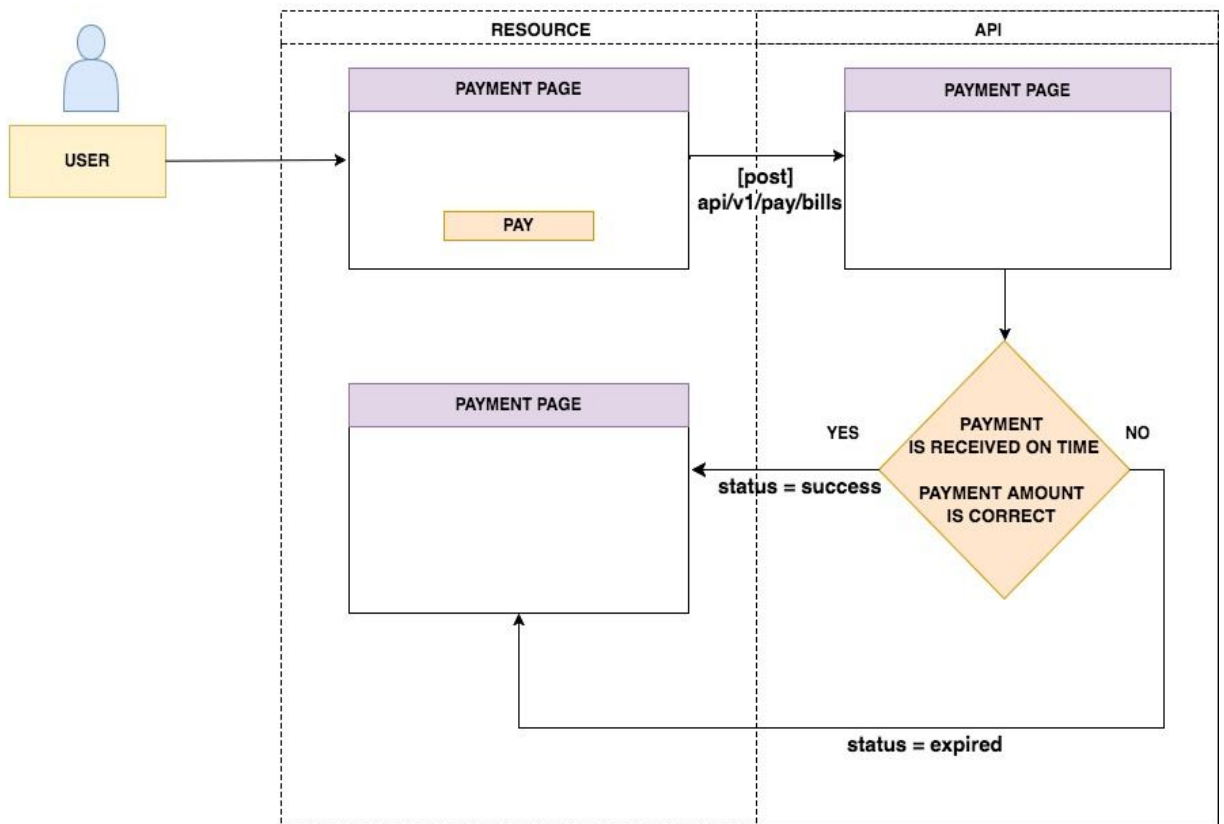 RESOURCE
API
PAYMENT PAGE
PAYMENT PAGE
USER
[post]
api/v1/pay/bills
PAY
PAYMENT PAGE
YES
PAYMENT
IS RECEIVED ON TIME
NO
status = success
PAYMENT AMOUNT
IS CORRECT
status = expired